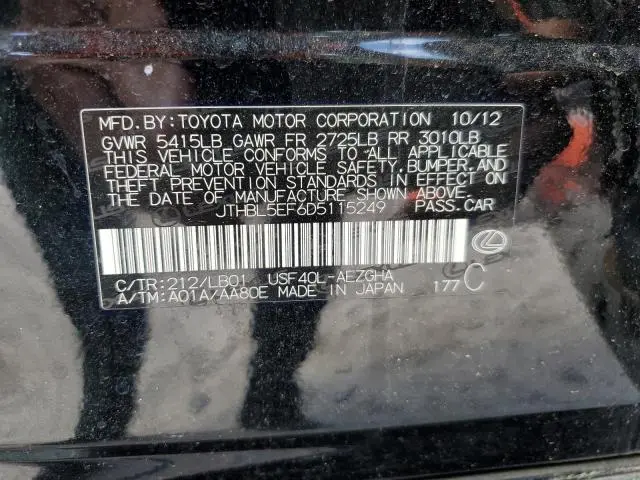 MFD.BY:TOYOTA MOTOR CORPORATION 10/12
GVWR 5415LB GAWR FR 2725LB RR 3010LB
THIS VEHICLE CONFORMS TO ALL APPLICABLE
FEDERAL MOTOR VEHICLE SAFETY,BUMPER,AND
THEFT PREVENTION STANDARDS IN EFFECT ON
THE DATE OF MANUFACTURE SHOWN ABOVE.
JTHBL5EF6D5115249 PASS.CAR
C/TR:212/LB01 USF40L-AEZGHA
A/TM:A01A/AA80E MADE IN JAPAN 177C